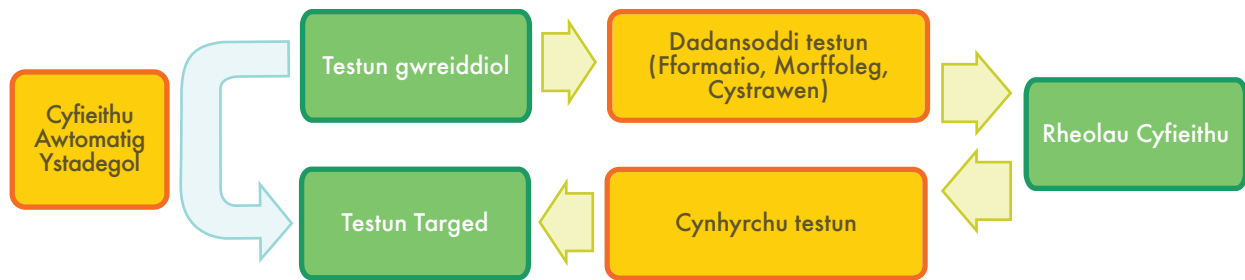 Cyfieithu
Awtomatig
Ystadegol
Testun gwreiddiol
Dadansoddi testun
(Fformatio, Morffoleg,
Cystrawen)
Rheolau Cyfieithu
Testun Targed
Cynhyrchu testun